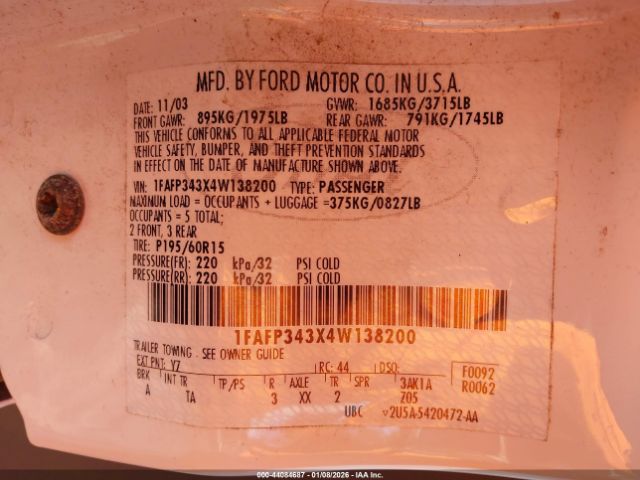 MFD. BY FORD MOTOR CO. IN U.S.A.
DATE: 11/03 GVWR: 1685KG/3715LB
FRONT GAWR: 895KG/1975LB REAR GAWR: 791KG/1745LB
THIS VEHICLE CONFORMS TO ALL APPLICABLE FEDERAL MOTOR
VEHICLE SAFETY, BUMPER, AND THEFT PREVENTION STANDARDS
IN EFFECT ON THE DATE OF MANUFACTURE SHOWN ABOVE.
VIN: 1FAFP343X4W138200 TYPE: PASSENGER
MAXIMUM LOAD = OCCUPANTS + LUGGAGE =375KG/0827LB
OCCUPANTS = 5 TOTAL;
2 FRONT, 3 REAR
TIRE: P195/60R15
PRESSURE(FR): 220 kPa/32 PSI COLD
PRESSURE(RR): 220 kPa/32 PSI COLD
1FAFP343X4W138200
TRAILER TOWING - SEE OWNER GUIDE
EXT PNT: Y7 RC: 44 DSO: F0092
BRK INT TR TP/PS R AXLE TR SPR 3AK1A R0062
A TA 3 XX 2 705
UBC v2U5A-5420472-AA
000-44084687 - 01/08/2026 - IAA Inc.